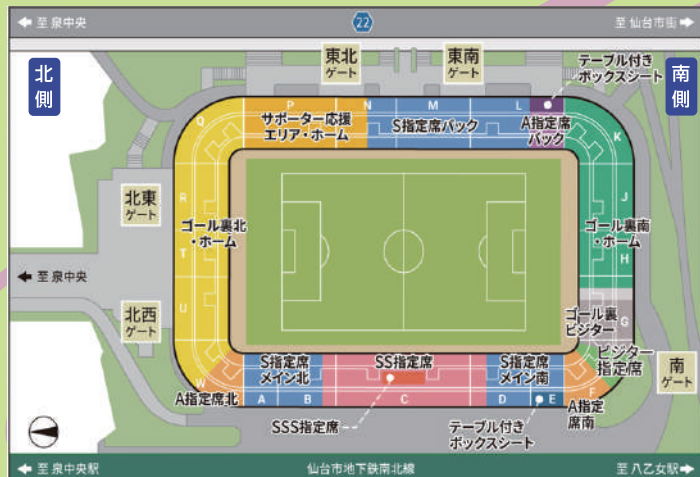 ← 至 泉中央
22
至 仙台市街 →
北側
南側
東北
ゲート
東南
ゲート
テーブル付き
ボックスシート
P
N
M
L
Q
K
サポーター応援
エリア・ホーム
S指定席バック
A指定席
バック
北東
ゲート
R
J
ゴール裏北
・ホーム
ゴール裏南
・ホーム
T
H
← 至 泉中央
U
北西
ゲート
ゴール裏
ビジター
G
ビジター
指定席
南
ゲート
S指定席
メイン北
SS指定席
S指定席
メイン南
W
F
A指定席北
A
B
C
D
E
A指定
席南
SSS指定席
テーブル付き
ボックスシート
← 至 泉中央駅
仙台市地下鉄南北線
至 八乙女駅 →